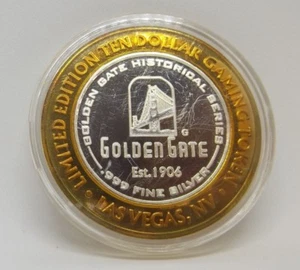 LIMITED EDITION TEN DOLLAR GAMING TOKEN
GOLDEN GATE HISTORICAL SERIES
G
GOLDEN GATE
Est. 1906
.999 FINE SILVER
• LAS VEGAS, NV •